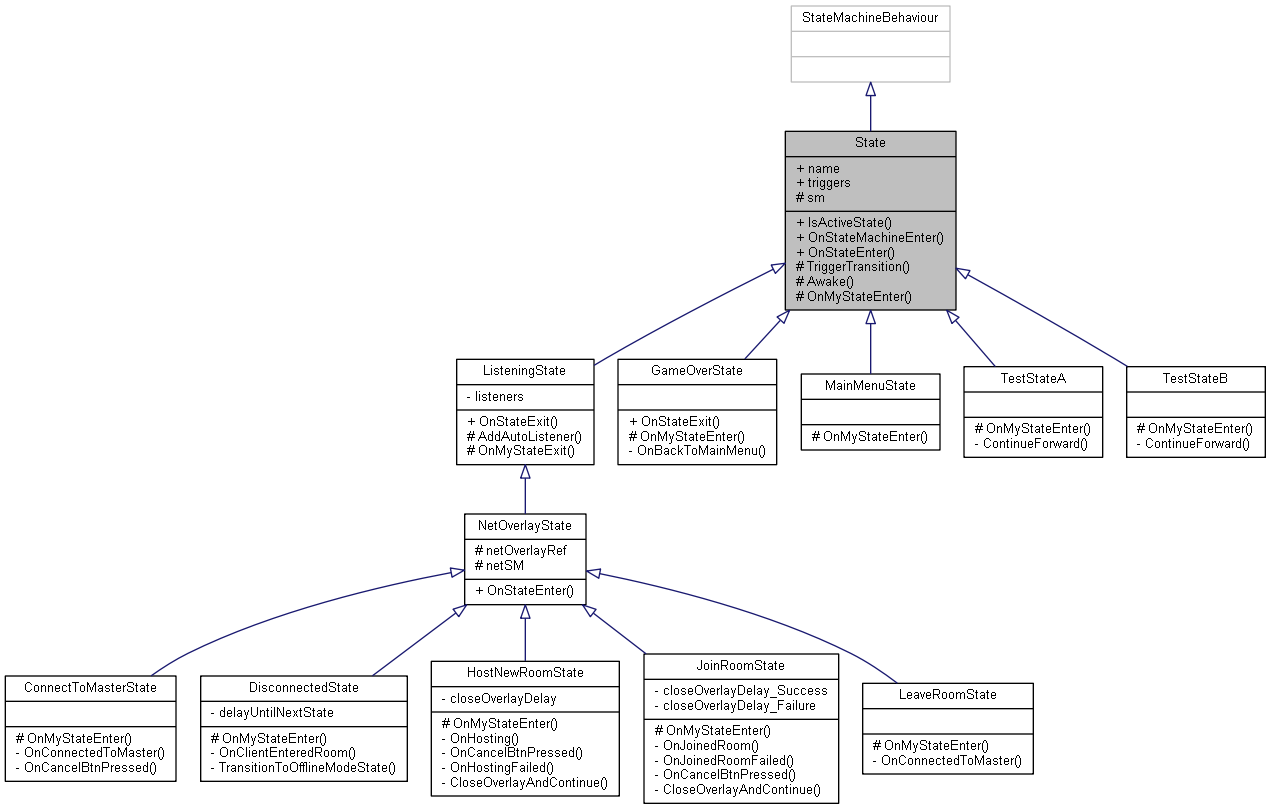 StateMachineBehaviour
State
+ name
+ triggers
# sm
+ IsActiveState()
+ OnStateMachineEnter()
+ OnStateEnter()
# TriggerTransition()
# Awake()
# OnMyStateEnter()
ListeningState
- listeners
+ OnStateExit()
# AddAutoListener()
# OnMyStateExit()
GameOverState
+ OnStateExit()
# OnMyStateEnter()
- OnBackToMainMenu()
MainMenuState
# OnMyStateEnter()
TestStateA
# OnMyStateEnter()
- ContinueForward()
TestStateB
# OnMyStateEnter()
- ContinueForward()
NetOverlayState
# netOverlayRef
# netSM
+ OnStateEnter()
ConnectToMasterState
# OnMyStateEnter()
- OnConnectedToMaster()
- OnCancelBtnPressed()
DisconnectedState
- delayUntilNextState
# OnMyStateEnter()
- OnClientEnteredRoom()
- TransitionToOfflineModeState()
HostNewRoomState
- closeOverlayDelay
# OnMyStateEnter()
- OnHosting()
- OnCancelBtnPressed()
- OnHostingFailed()
- CloseOverlayAndContinue()
JoinRoomState
- closeOverlayDelay_Success
- closeOverlayDelay_Failure
# OnMyStateEnter()
- OnJoinedRoom()
- OnJoinedRoomFailed()
- OnCancelBtnPressed()
- CloseOverlayAndContinue()
LeaveRoomState
# OnMyStateEnter()
- OnConnectedToMaster()